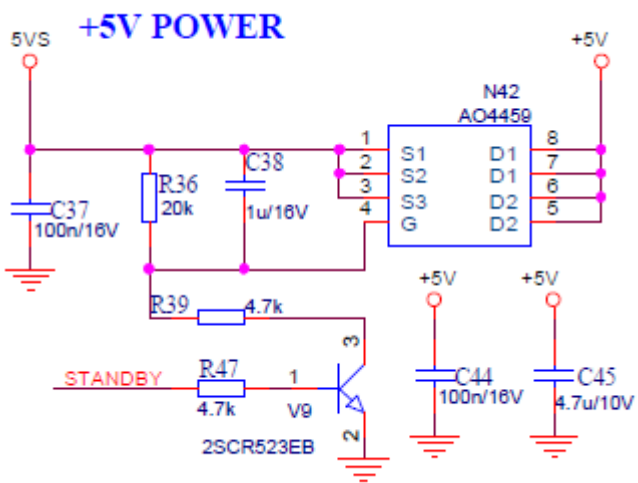 +5V POWER
5VS
+5V
N42
AO4459
1
S1
D1
8
2
S2
D1
7
3
S3
D2
6
4
G
D2
5
C38
1u/16V
R36
20k
C37
100n/16V
R39
4.7k
+5V
+5V
3
STANDBY
R47
4.7k
1
V9
2
2SCR523EB
C44
100n/16V
C45
4.7u/10V